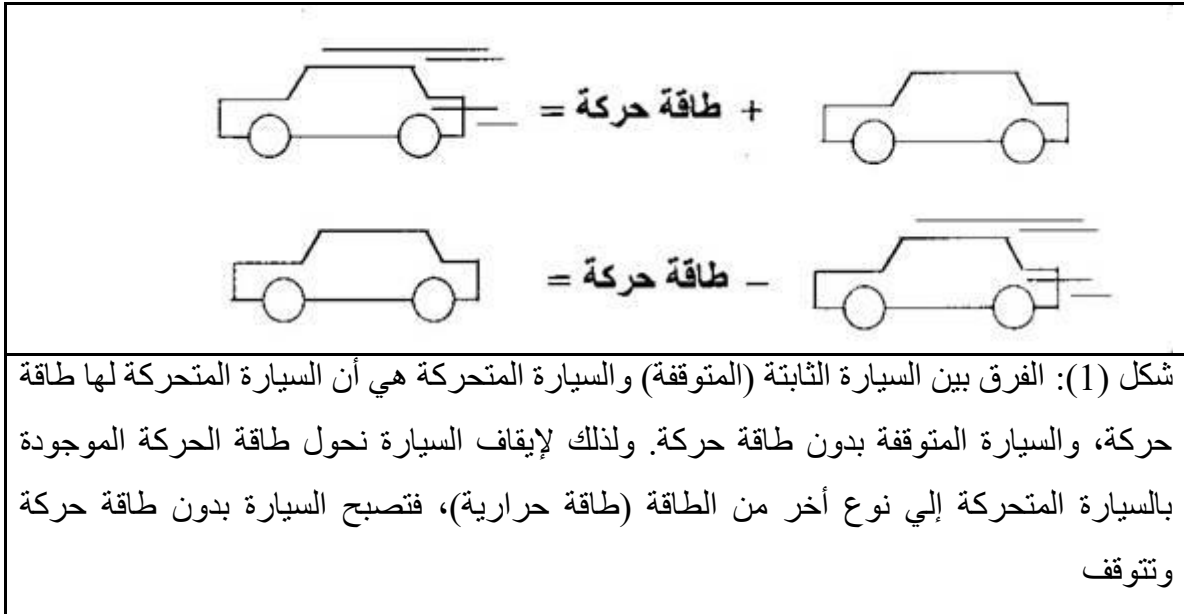 + طاقة حركة =
– طاقة حركة =
شكل (1): الفرق بين السيارة الثابتة (المتوقفة) والسيارة المتحركة هي أن السيارة المتحركة لها طاقة
حركة، والسيارة المتوقفة بدون طاقة حركة. ولذلك لإيقاف السيارة نحول طاقة الحركة الموجودة
بالسيارة المتحركة إلي نوع أخر من الطاقة (طاقة حرارية)، فتصبح السيارة بدون طاقة حركة
وتتوقف